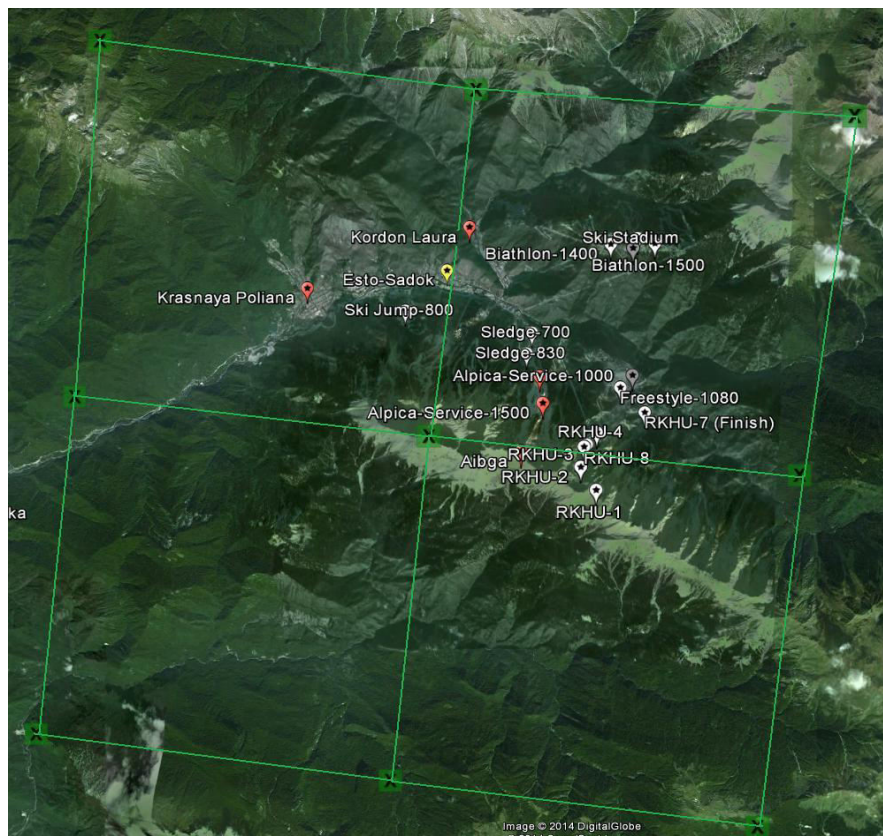 Kordon Laura
Ski Stadium
Biathlon-1400
Biathlon-1500
Esto-Sadok
Krasnaya Poliana
Ski Jump-800
Sledge-700
Sledge-830
Alpica-Service-1000
Freestyle-1080
Alpica-Service-1500
RKHU-7 (Finish)
RKHU-4
Aibga
RKHU-3
RKHU-8
RKHU-2
RKHU-1
ka
Image © 2014 DigitalGlobe